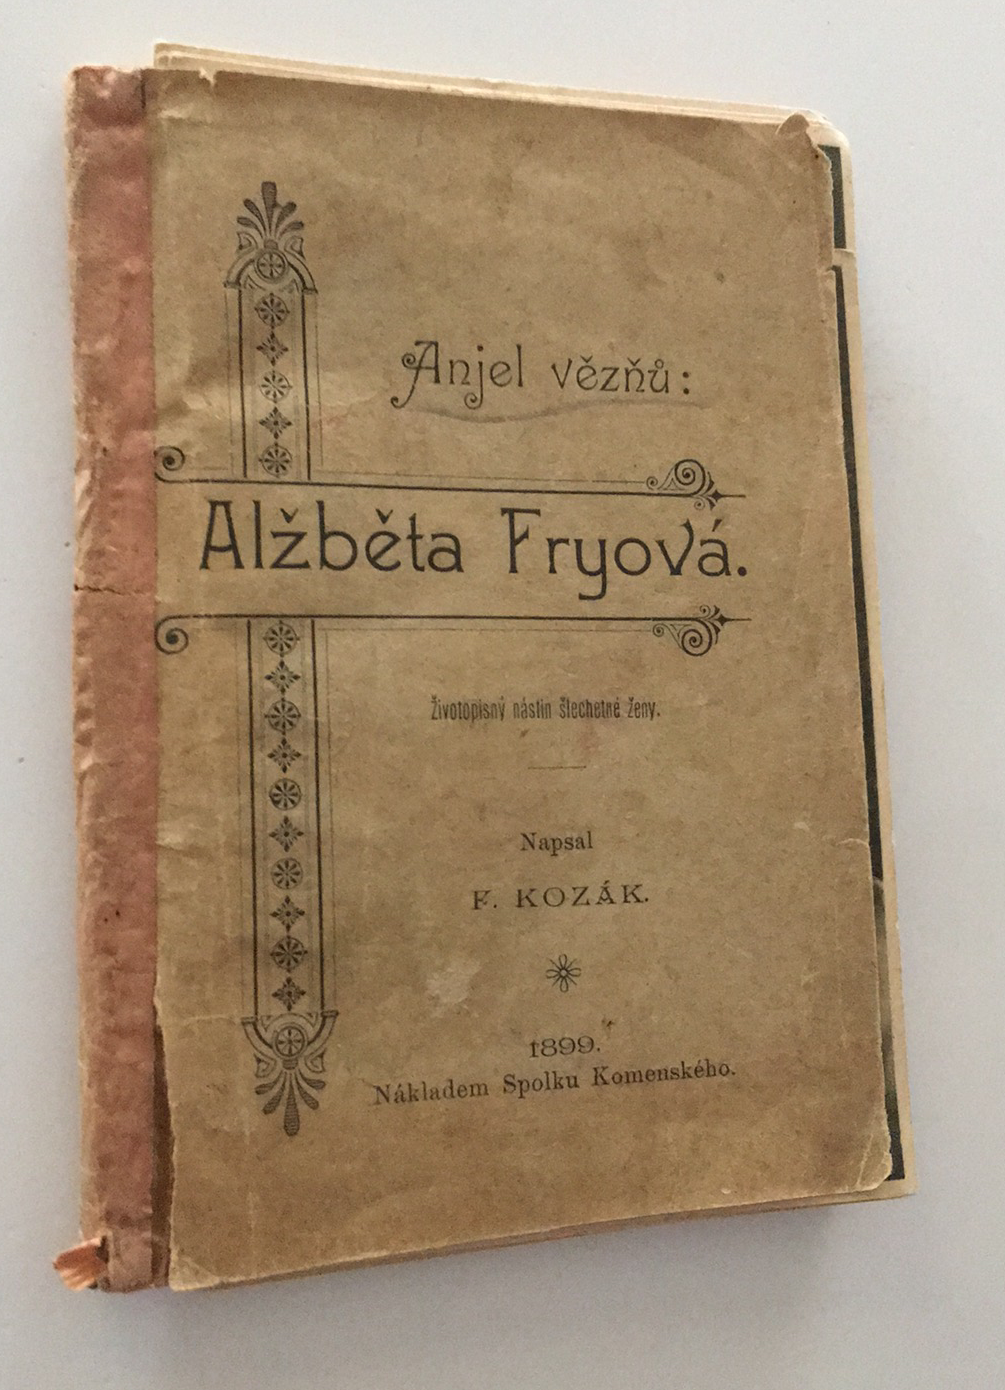 Anjel vězňů:
Alžběta Fryová.
Životopisný nástin šlechetné ženy.
Napsal
F. KOZÁK.
1899.
Nákladem Spolku Komenského.